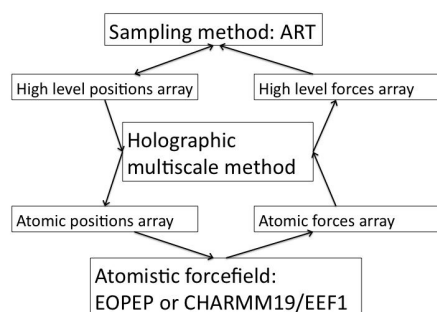 Sampling method: ART
High level positions array
High level forces array
Holographic
multiscale method
Atomic positions array
Atomic forces array
Atomistic forcefield:
EOPEP or CHARMM19/EEF1